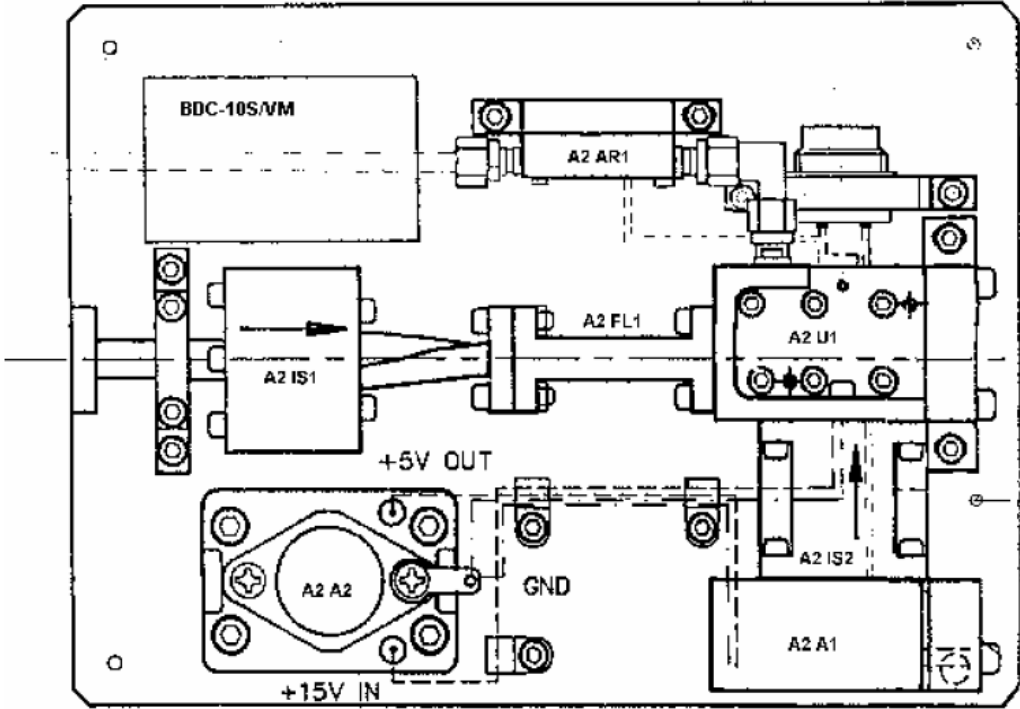 BDC-10S/VM
A2 AR1
A2 FL1
A2 U1
A2 IS1
+5V OUT
A2 IS2
A2 A2
GND
A2 A1
+15V IN